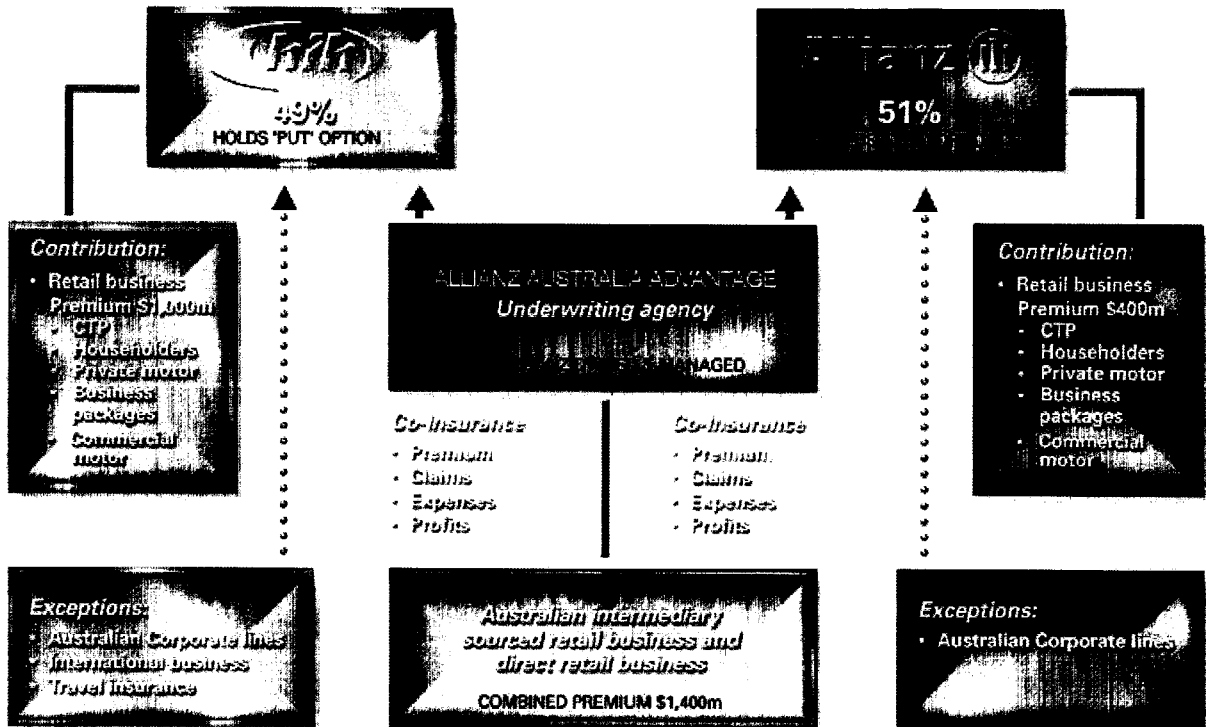 hih
49%
HOLDS 'PUT' OPTION
Allianz
51%
Contribution:
• Retail business
Premium $1,000m
• CTP
• Householders
• Private motor
• Business
packages
• Commercial
motor
ALLIANZ AUSTRALIA ADVANTAGE
Underwriting agency
MANAGED
Contribution:
• Retail business
Premium $400m
• CTP
• Householders
• Private motor
• Business
packages
• Commercial
motor
Co-Insurance
• Premium
• Claims
• Expenses
• Profits
Co-Insurance
• Premium
• Claims
• Expenses
• Profits
Exceptions:
• Australian Corporate lines
• International business
• Travel insurance
Australian intermediary
sourced retail business and
direct retail business
COMBINED PREMIUM $1,400m
Exceptions:
• Australian Corporate lines